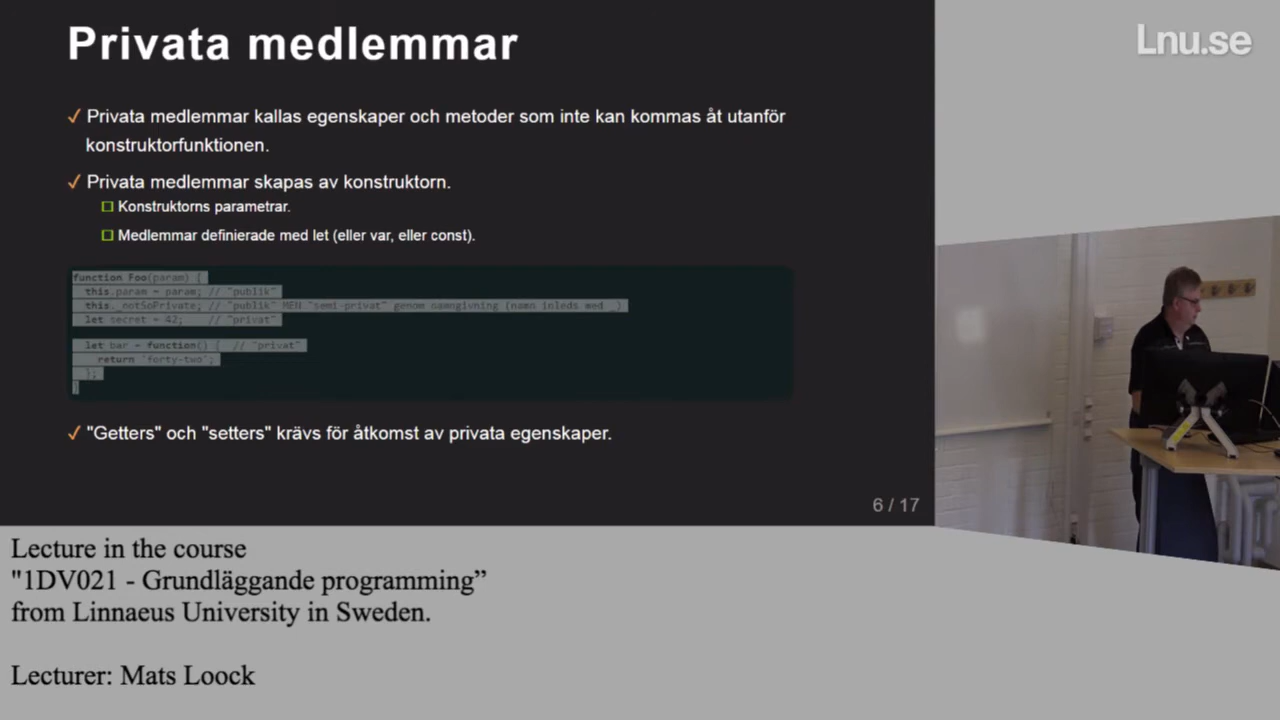 Privata medlemmar
Lnu.se
✓ Privata medlemmar kallas egenskaper och metoder som inte kan kommas åt utanför
konstruktorfunktionen.
✓ Privata medlemmar skapas av konstruktorn.
Konstruktorns parametrar.
Medlemmar definierade med let (eller var, eller const).
function Foo(param) {
this.param = param; // "publik"
this._notSoPrivate; // "publik" MEN "semi-privat" genom namngivning (namn inleds med _)
let secret = 42; // "privat"
let bar = function() { // "privat"
return 'forty-two';
};
}
✓ "Getters" och "setters" krävs för åtkomst av privata egenskaper.
6 / 17
Lecture in the course
"1DV021 - Grundläggande programming”
from Linnaeus University in Sweden.
Lecturer: Mats Loock